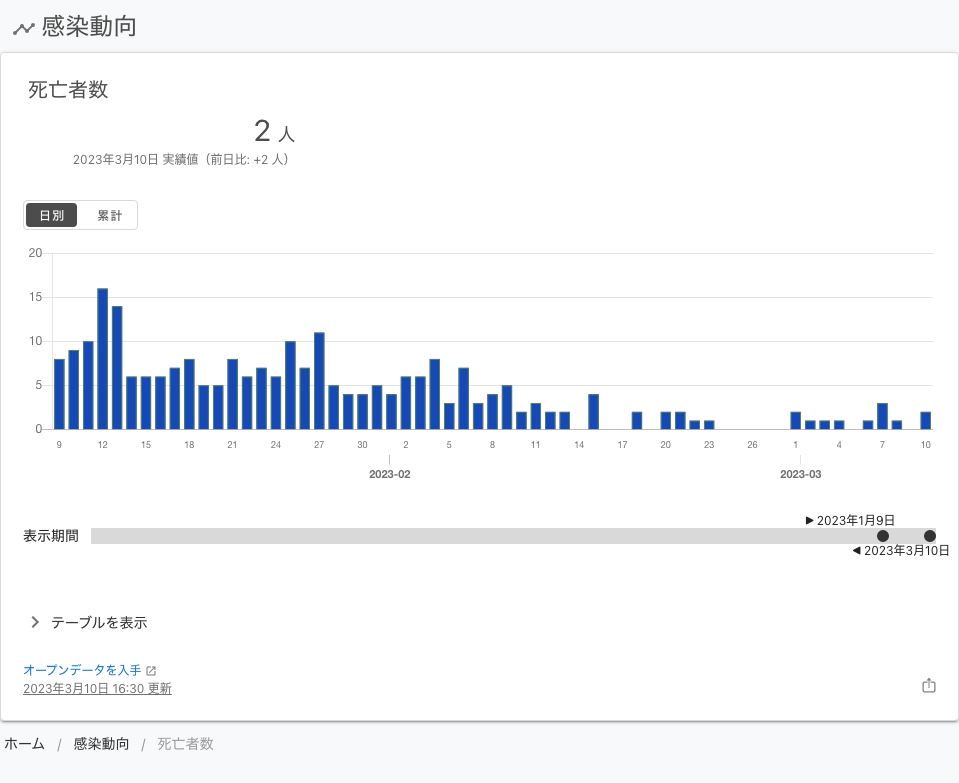 感染動向
死亡者数
2 人
2023年3月10日 実績値（前日比: +2 人）
日別 累計
20
15
10
5
0
9 12 15 18 21 24 27 30 2 5 8 11 14 17 20 23 26 1 4 7 10
2023-02 2023-03
2023年1月9日
表示期間
2023年3月10日
テーブルを表示
オープンデータを入手
2023年3月10日 16:30 更新
ホーム / 感染動向 / 死亡者数